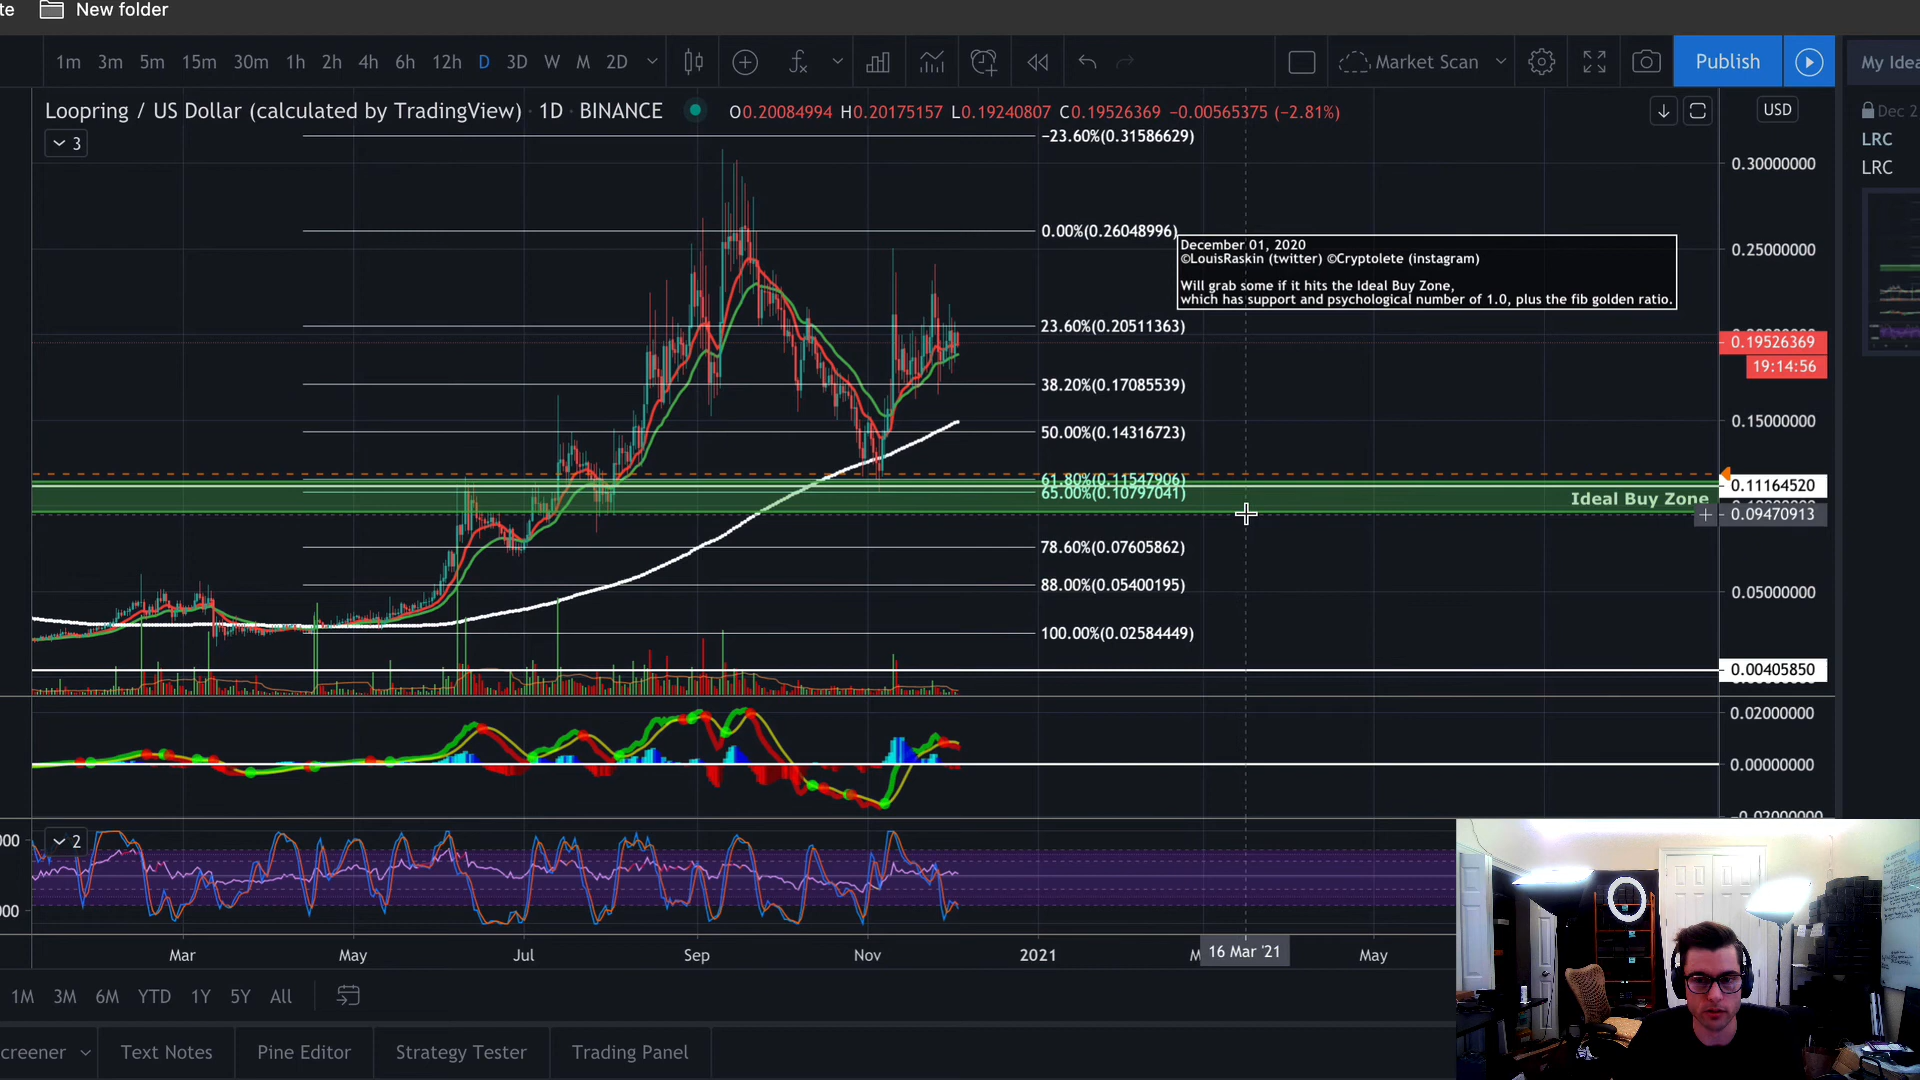 te New folder
1m 3m 5m 15m 30m 1h 2h 4h 6h 12h D 3D W M 2D Market Scan Publish My Idea
Loopring / US Dollar (calculated by TradingView) 1D · BINANCE O0.20084994 H0.20175157 L0.19240807 C0.19526369 −0.00565375 (−2.81%) USD
3
Dec 2
LRC
LRC
−23.60%(0.31586629)
0.30000000
0.00%(0.26048996)
0.25000000
December 01, 2020
©LouisRaskin (twitter) ©Cryptolete (instagram)
Will grab some if it hits the Ideal Buy Zone,
which has support and psychological number of 1.0, plus the fib golden ratio.
23.60%(0.20511363)
0.19526369
19:14:56
38.20%(0.17085539)
0.15000000
50.00%(0.14316723)
61.80%(0.11547906)
0.11164520
65.00%(0.10797041)
Ideal Buy Zone
0.09470913
78.60%(0.07605862)
88.00%(0.05400195)
0.05000000
100.00%(0.02584449)
0.00405850
0.02000000
0.00000000
000 2
000
Mar May Jul Sep Nov 2021 16 Mar '21 May
1M 3M 6M YTD 1Y 5Y All
creener Text Notes Pine Editor Strategy Tester Trading Panel